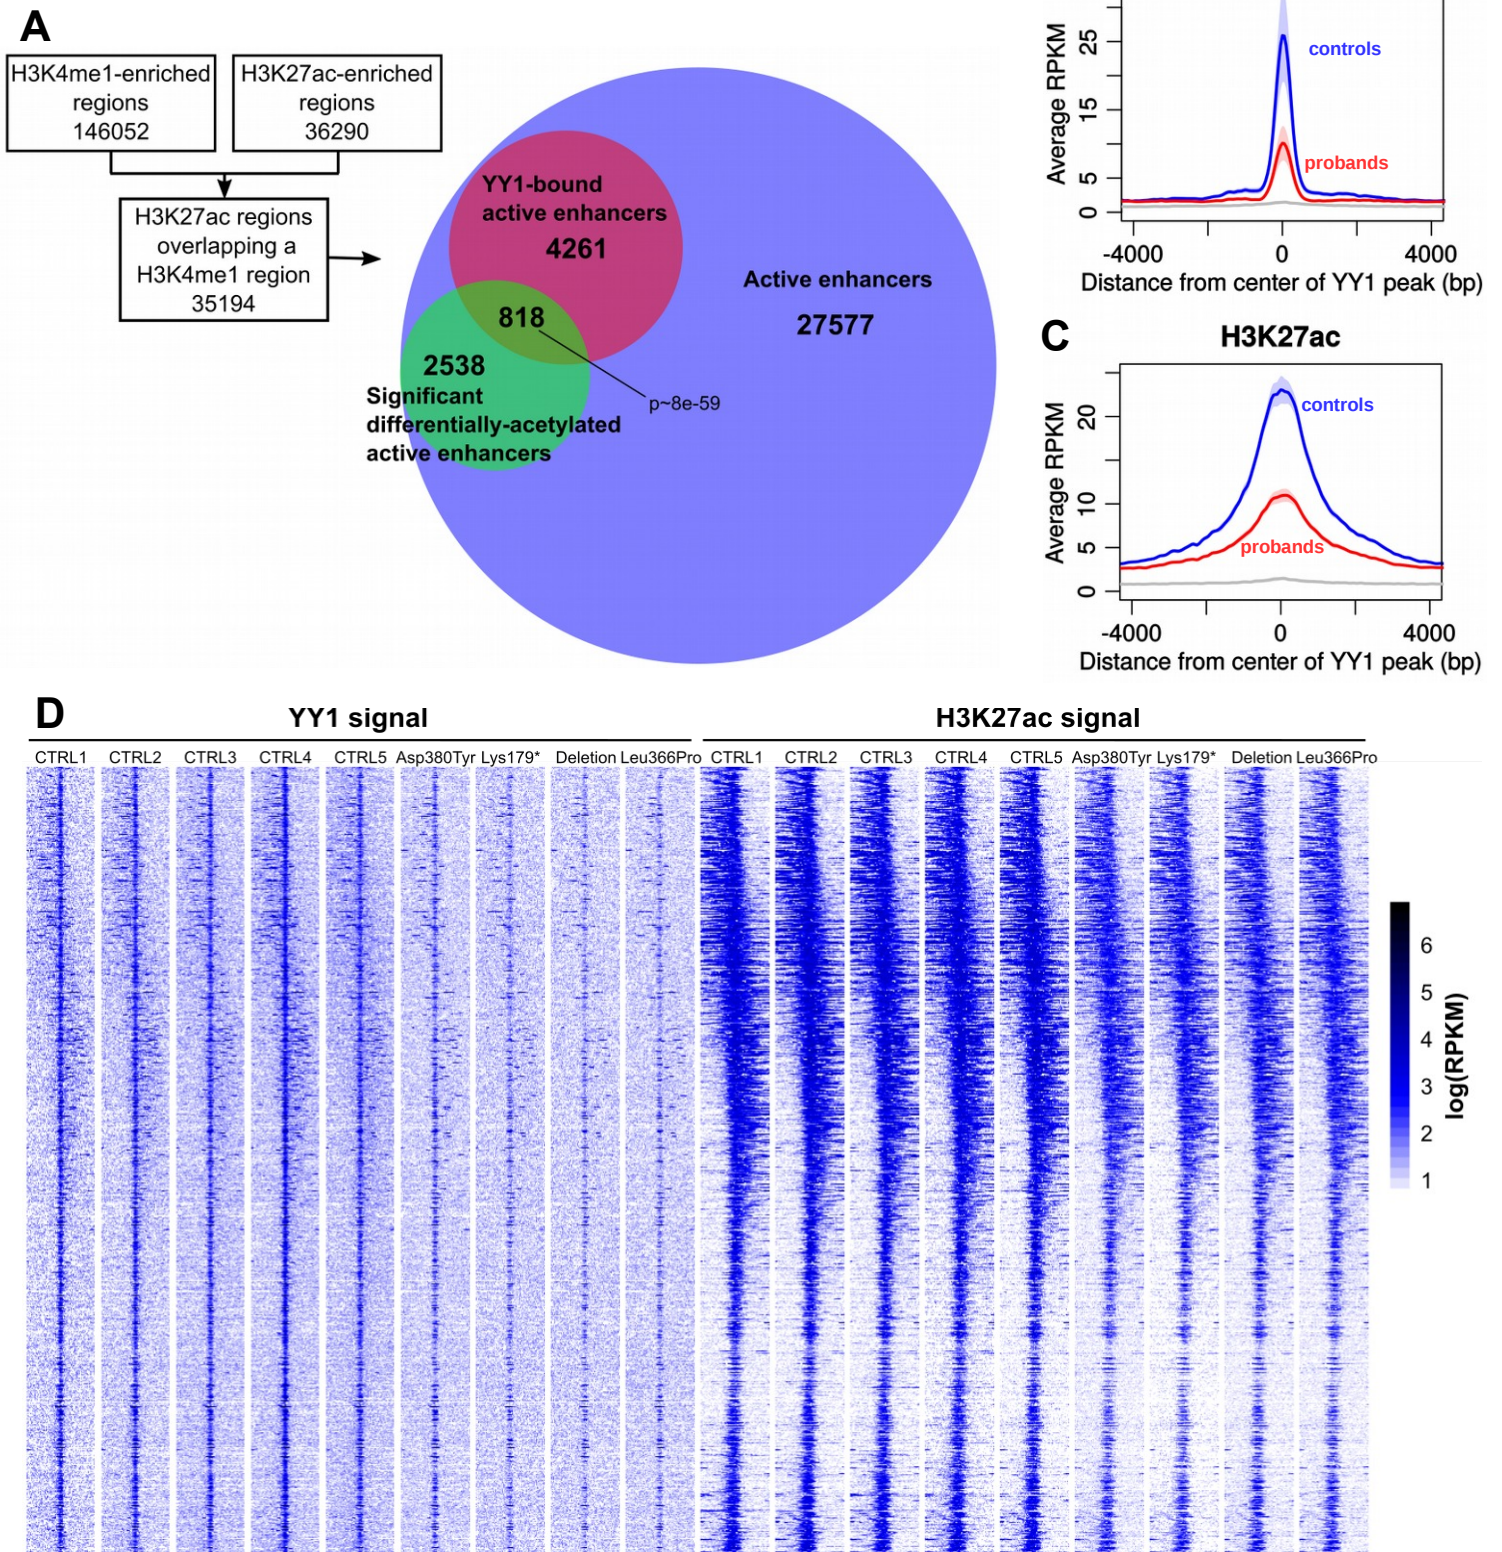 A
H3K4me1-enriched
regions
146052
H3K27ac-enriched
regions
36290
H3K27ac regions
overlapping a
H3K4me1 region
35194
YY1-bound
active enhancers
4261
818
2538
Significant
differentially-acetylated
active enhancers
p~8e-59
Active enhancers
27577
Average RPKM
25
15
5
0
controls
probands
-4000 0 4000
Distance from center of YY1 peak (bp)
C
H3K27ac
Average RPKM
20
10
5
0
controls
probands
-4000 0 4000
Distance from center of YY1 peak (bp)
D
YY1 signal
H3K27ac signal
CTRL1 CTRL2 CTRL3 CTRL4 CTRL5 Asp380Tyr Lys179* Deletion Leu366Pro CTRL1 CTRL2 CTRL3 CTRL4 CTRL5 Asp380Tyr Lys179* Deletion Leu366Pro
6
5
4
3
2
1
log(RPKM)